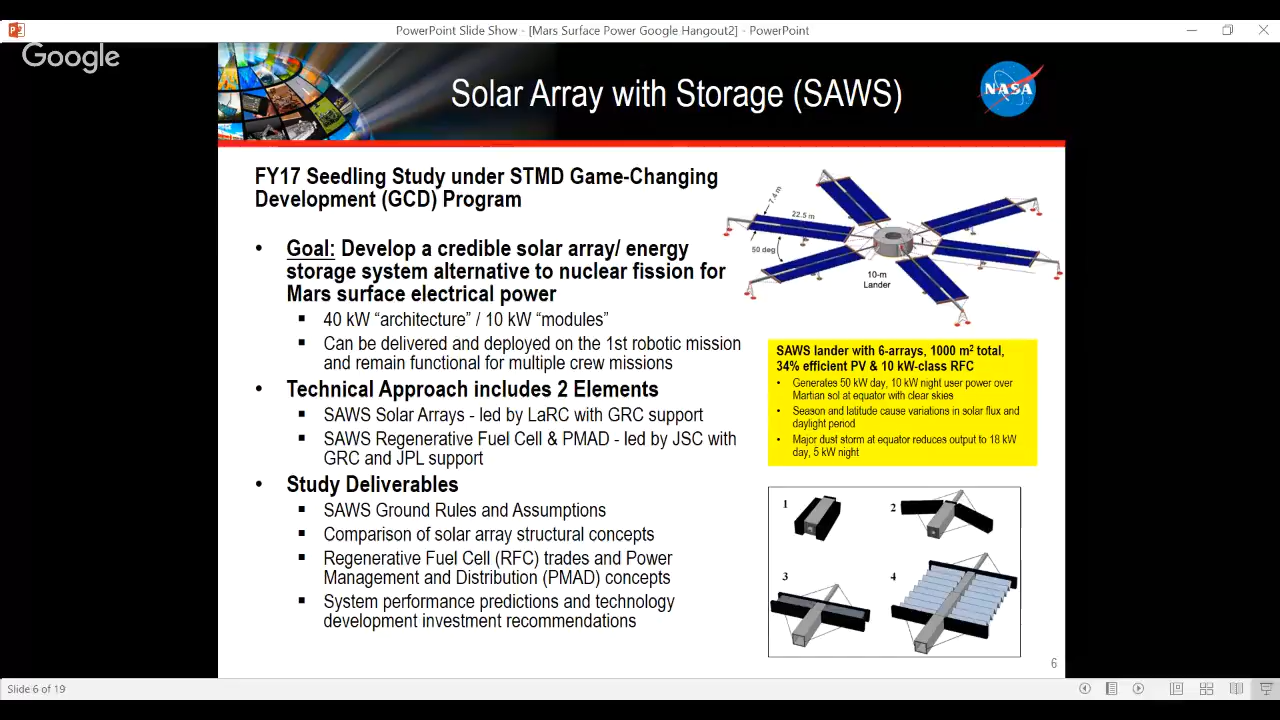 PowerPoint Slide Show - [Mars Surface Power Google Hangout2] - PowerPoint
Google
Solar Array with Storage (SAWS)
NASA
FY17 Seedling Study under STMD Game-Changing
Development (GCD) Program
• Goal: Develop a credible solar array/ energy
storage system alternative to nuclear fission for
Mars surface electrical power
▪ 40 kW “architecture” / 10 kW “modules”
▪ Can be delivered and deployed on the 1st robotic mission
and remain functional for multiple crew missions
• Technical Approach includes 2 Elements
▪ SAWS Solar Arrays - led by LaRC with GRC support
▪ SAWS Regenerative Fuel Cell & PMAD - led by JSC with
GRC and JPL support
• Study Deliverables
▪ SAWS Ground Rules and Assumptions
▪ Comparison of solar array structural concepts
▪ Regenerative Fuel Cell (RFC) trades and Power
Management and Distribution (PMAD) concepts
▪ System performance predictions and technology
development investment recommendations
7.4 m
22.5 m
50 deg
10-m
Lander
SAWS lander with 6-arrays, 1000 m² total,
34% efficient PV & 10 kW-class RFC
• Generates 50 kW day, 10 kW night user power over
Martian sol at equator with clear skies
• Season and latitude cause variations in solar flux and
daylight period
• Major dust storm at equator reduces output to 18 kW
day, 5 kW night
1
2
3
4
6
Slide 6 of 19